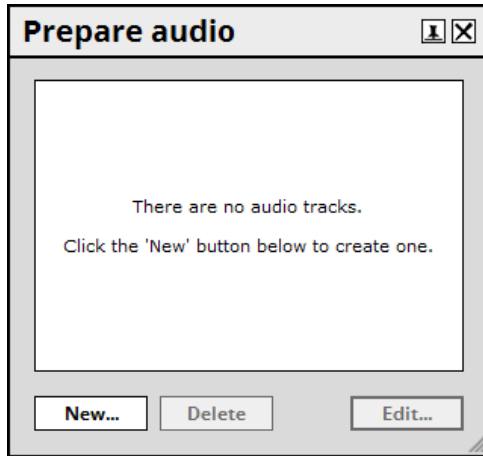 Prepare audio
There are no audio tracks.
Click the 'New' button below to create one.
New... Delete Edit...